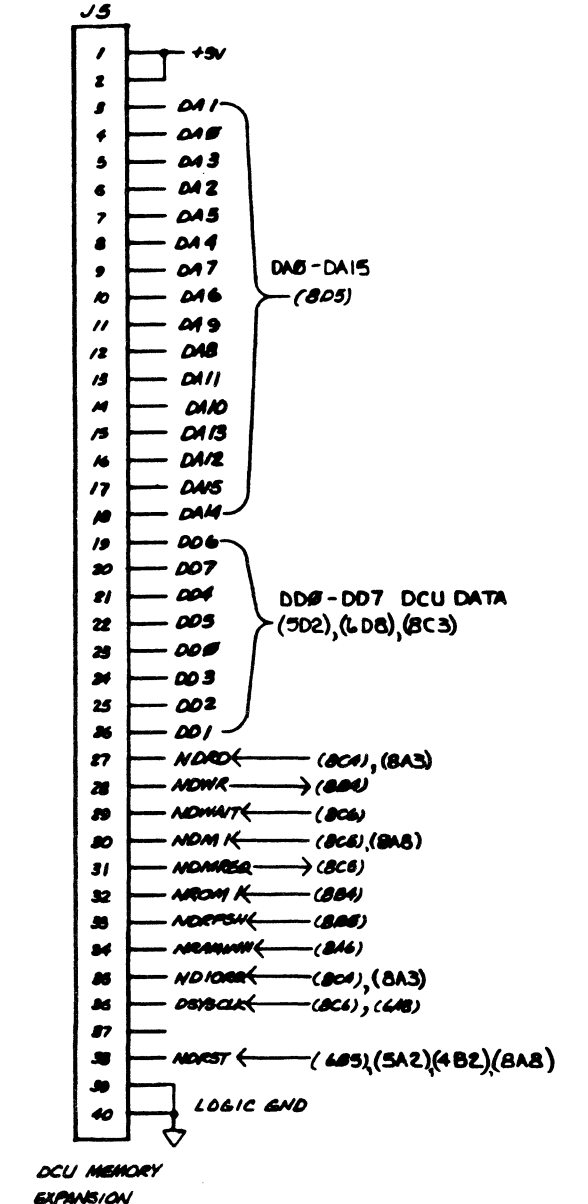 J5
1 +5V
2
3 DA1
4 DAØ
5 DA3
6 DA2
7 DA5
8 DA4
9 DA7 DAØ-DA15
10 DA6 (8D5)
11 DA9
12 DA8
13 DA11
14 DA10
15 DA13
16 DA12
17 DA15
18 DA14
19 DD6
20 DD7
21 DD4 DDØ-DD7 DCU DATA
22 DD5 (5D2),(6D8),(8C3)
23 DDØ
24 DD3
25 DD2
26 DD1
27 NDRD (8C4),(8A3)
28 NDWR
29 NDWAIT (8C6)
30 NDM1 (8C6),(8A8)
31 NDMREQ (8C6)
32 NROM1 (8B4)
33 NDRFSH
34 (8A6)
35 NDIORQ (8C4),(8A3)
36 DSYSCLK (8C6),(6A8)
37
38 NDRST (6B5),(5A2)(4B2),(8A8)
39
40 LOGIC GND
DCU MEMORY
EXPANSION